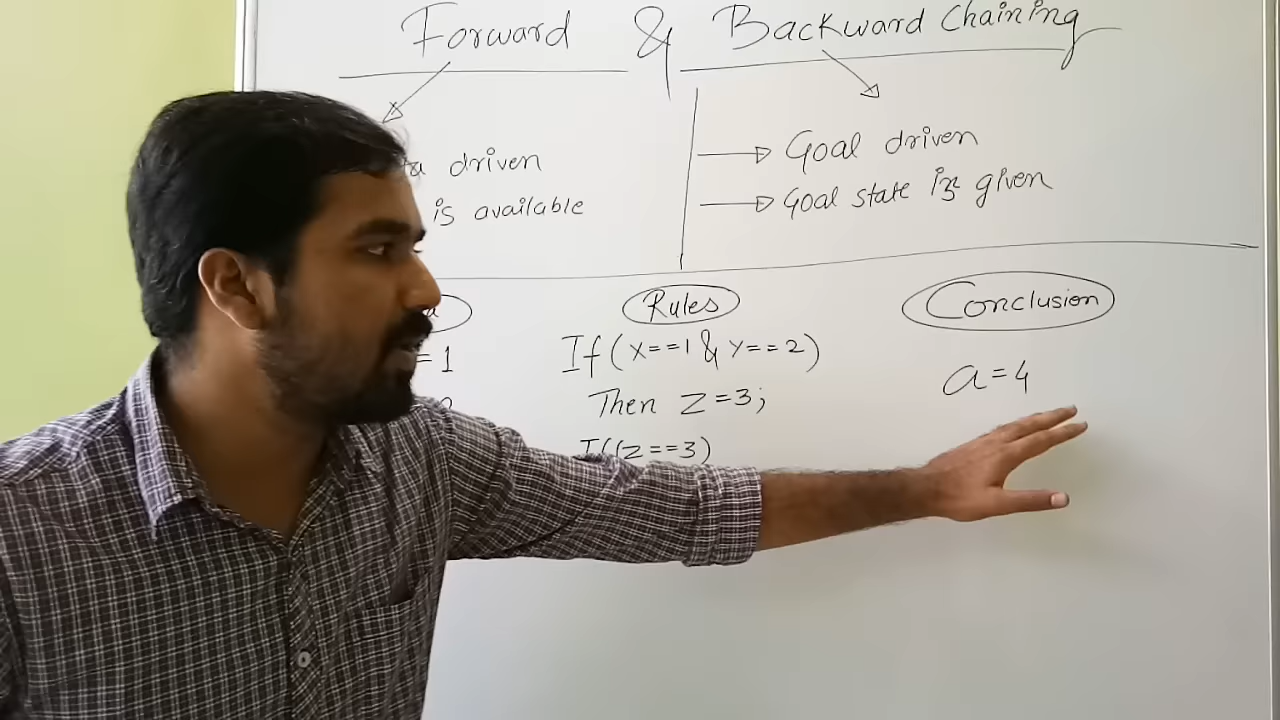 Forward & Backward Chaining
driven
is available
→ Goal driven
→ Goal state is given
Rules
Conclusion
= 1
If (x==1 & y==2)
Then z=3;
If (z==3)
a=4